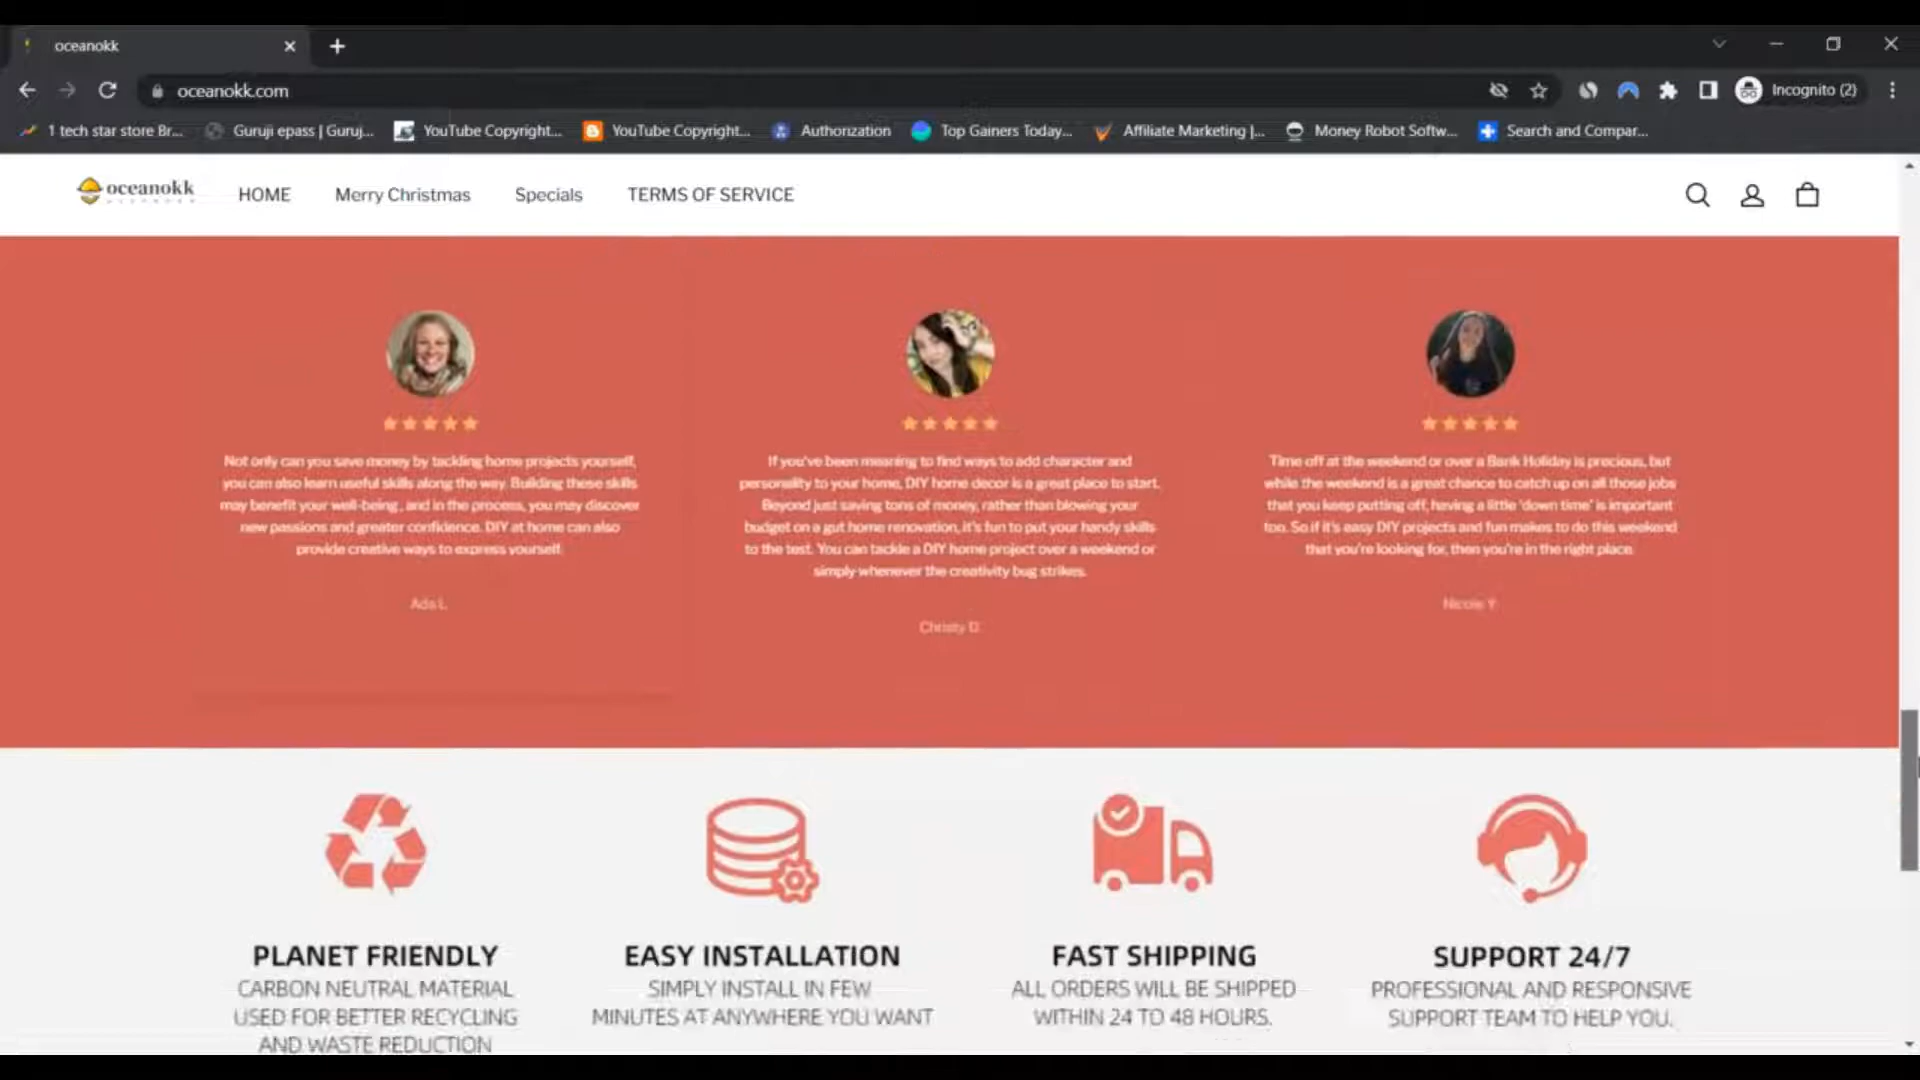 oceanokk
oceanokk.com
Incognito (2)
1 tech star store Br...
Guruji epass | Guruj...
YouTube Copyright...
YouTube Copyright...
Authorization
Top Gainers Today...
Affiliate Marketing |...
Money Robot Softw...
Search and Compar...
oceanokk
HOME
Merry Christmas
Specials
TERMS OF SERVICE
Not only can you save money by tackling home projects yourself,
you can also learn useful skills along the way. Building these skills
may benefit your well-being, and in the process, you may discover
new passions and greater confidence. DIY at home can also
provide creative ways to express yourself.
Ada L.
If you've been meaning to find ways to add character and
personality to your home, DIY home decor is a great place to start.
Beyond just saving tons of money, rather than blowing your
budget on a gut home renovation, it's fun to put your handy skills
to the test. You can tackle a DIY home project over a weekend or
simply whenever the creativity bug strikes.
Christy D.
Time off at the weekend or over a Bank Holiday is precious, but
while the weekend is a great chance to catch up on all those jobs
that you keep putting off, having a little 'down time' is important
too. So if it's easy DIY projects and fun makes to do this weekend
that you're looking for, then you're in the right place.
Nicole Y.
PLANET FRIENDLY
CARBON NEUTRAL MATERIAL
USED FOR BETTER RECYCLING
AND WASTE REDUCTION
EASY INSTALLATION
SIMPLY INSTALL IN FEW
MINUTES AT ANYWHERE YOU WANT
FAST SHIPPING
ALL ORDERS WILL BE SHIPPED
WITHIN 24 TO 48 HOURS.
SUPPORT 24/7
PROFESSIONAL AND RESPONSIVE
SUPPORT TEAM TO HELP YOU.